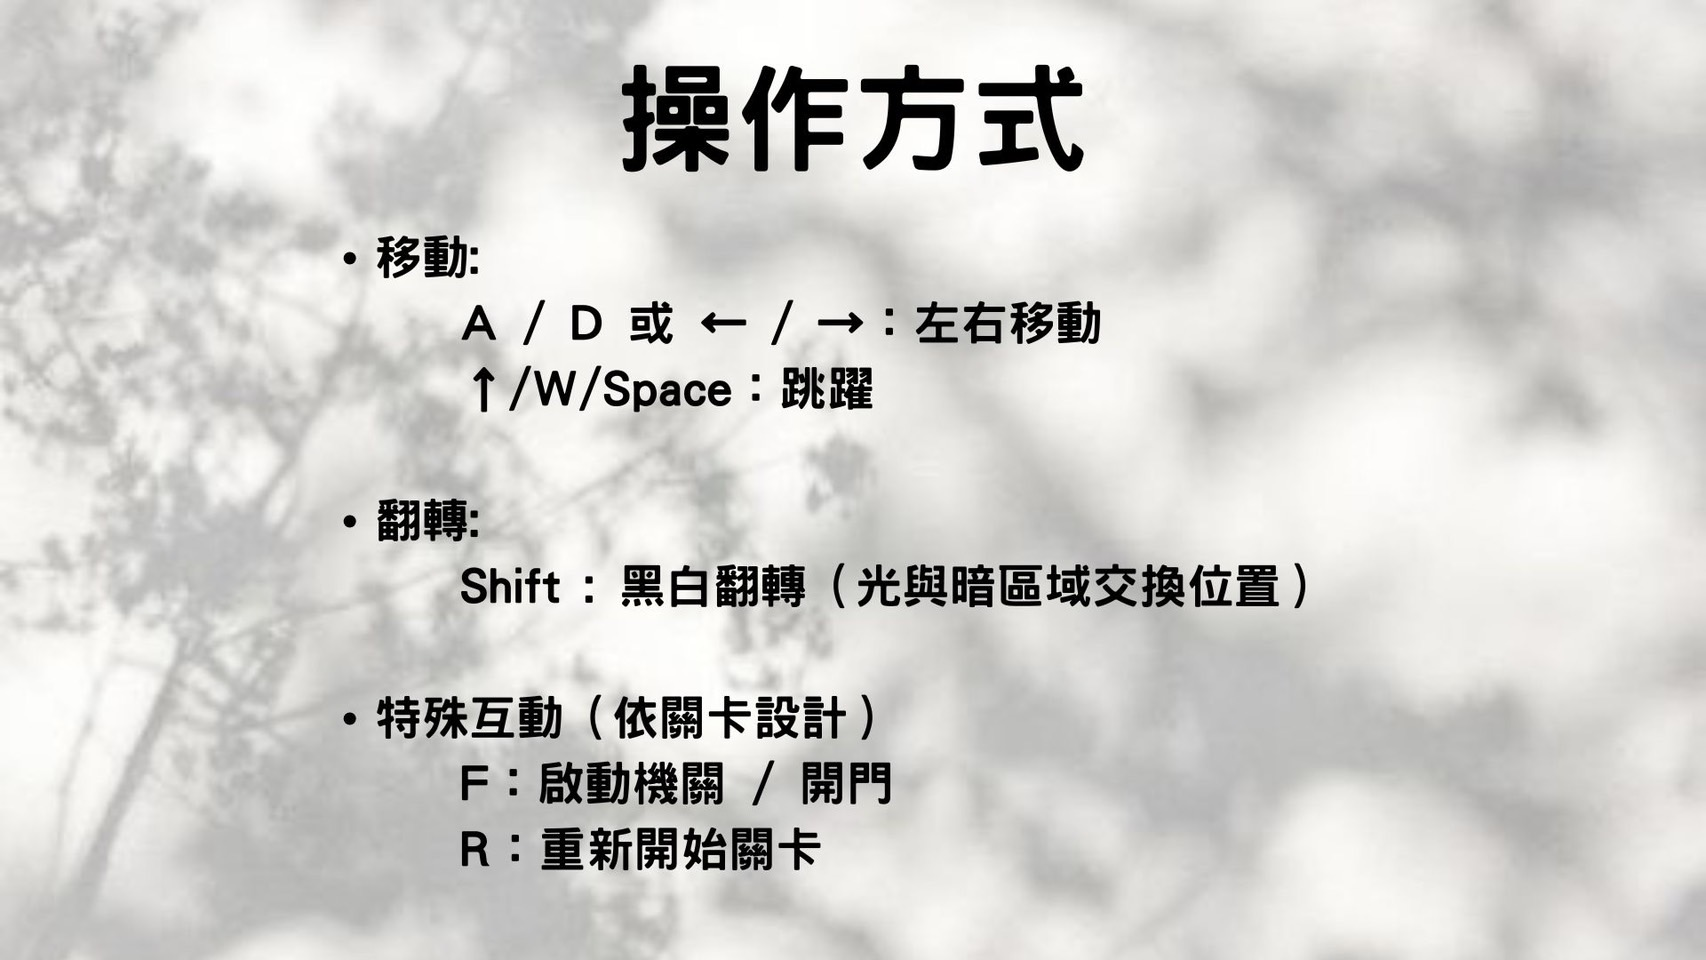 操作方式
• 移動:
A / D 或 ← / →：左右移動
↑/W/Space：跳躍
• 翻轉:
Shift : 黑白翻轉（光與暗區域交換位置）
• 特殊互動（依關卡設計）
F：啟動機關 / 開門
R：重新開始關卡